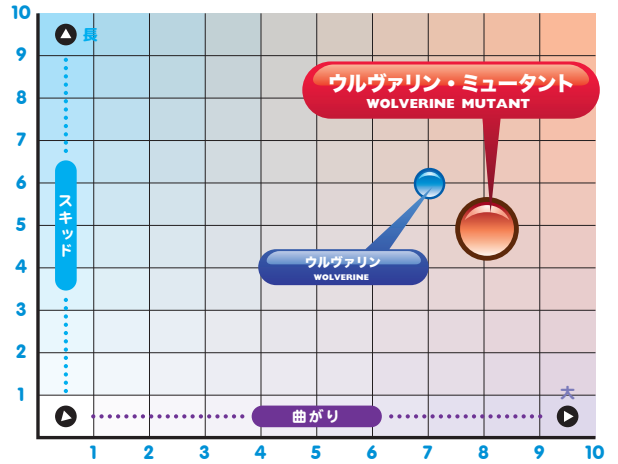 10
長
9
8
ウルヴァリン・ミュータント
WOLVERINE MUTANT
7
6
スキッド
5
4
ウルヴァリン
WOLVERINE
3
2
1
大
曲がり
1 2 3 4 5 6 7 8 9 10